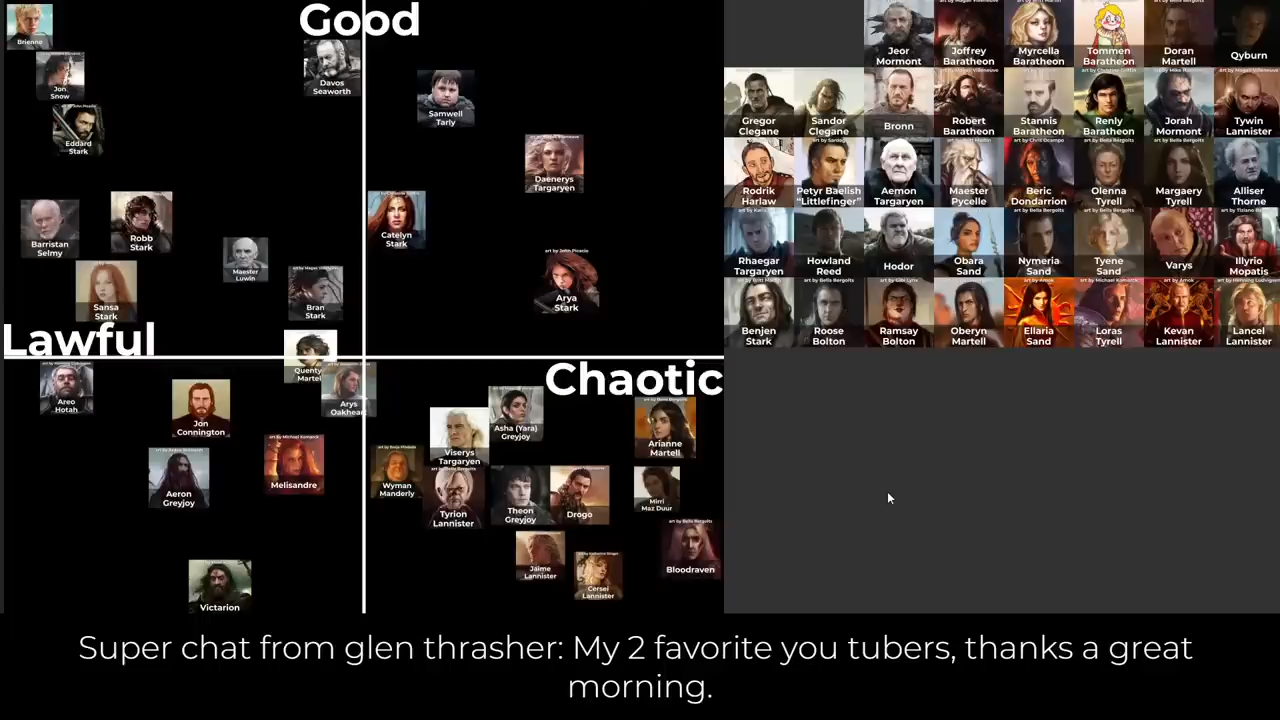 Good
Brienne
Jon
Snow
Eddard
Stark
Davos
Seaworth
Samwell
Tarly
Daenerys
Targaryen
Barristan
Selmy
Robb
Stark
Catelyn
Stark
Maester
Luwin
Sansa
Stark
Bran
Stark
art by John Picacio
Arya
Stark
Lawful
Chaotic
Areo
Hotah
Jon
Connington
Arys
Oakheart
Asha (Yara)
Greyjoy
Viserys
Targaryen
Arianne
Martell
Aeron
Greyjoy
Melisandre
Wyman
Manderly
Tyrion
Lannister
Theon
Greyjoy
Drogo
Mirri
Maz Duur
Jaime
Lannister
Cersei
Lannister
Bloodraven
Victarion
Jeor
Mormont
Joffrey
Baratheon
Myrcella
Baratheon
Tommen
Baratheon
Doran
Martell
Qyburn
Gregor
Clegane
Sandor
Clegane
Bronn
Robert
Baratheon
Stannis
Baratheon
Renly
Baratheon
Jorah
Mormont
Tywin
Lannister
Rodrik
Harlaw
Petyr Baelish
“Littlefinger”
Aemon
Targaryen
Maester
Pycelle
Beric
Dondarrion
Olenna
Tyrell
Margaery
Tyrell
Alliser
Thorne
Rhaegar
Targaryen
Howland
Reed
Hodor
Obara
Sand
Nymeria
Sand
Tyene
Sand
Varys
Illyrio
Mopatis
Benjen
Stark
Roose
Bolton
Ramsay
Bolton
Oberyn
Martell
Ellaria
Sand
Loras
Tyrell
Kevan
Lannister
Lancel
Lannister
Super chat from glen thrasher: My 2 favorite you tubers, thanks a great
morning.